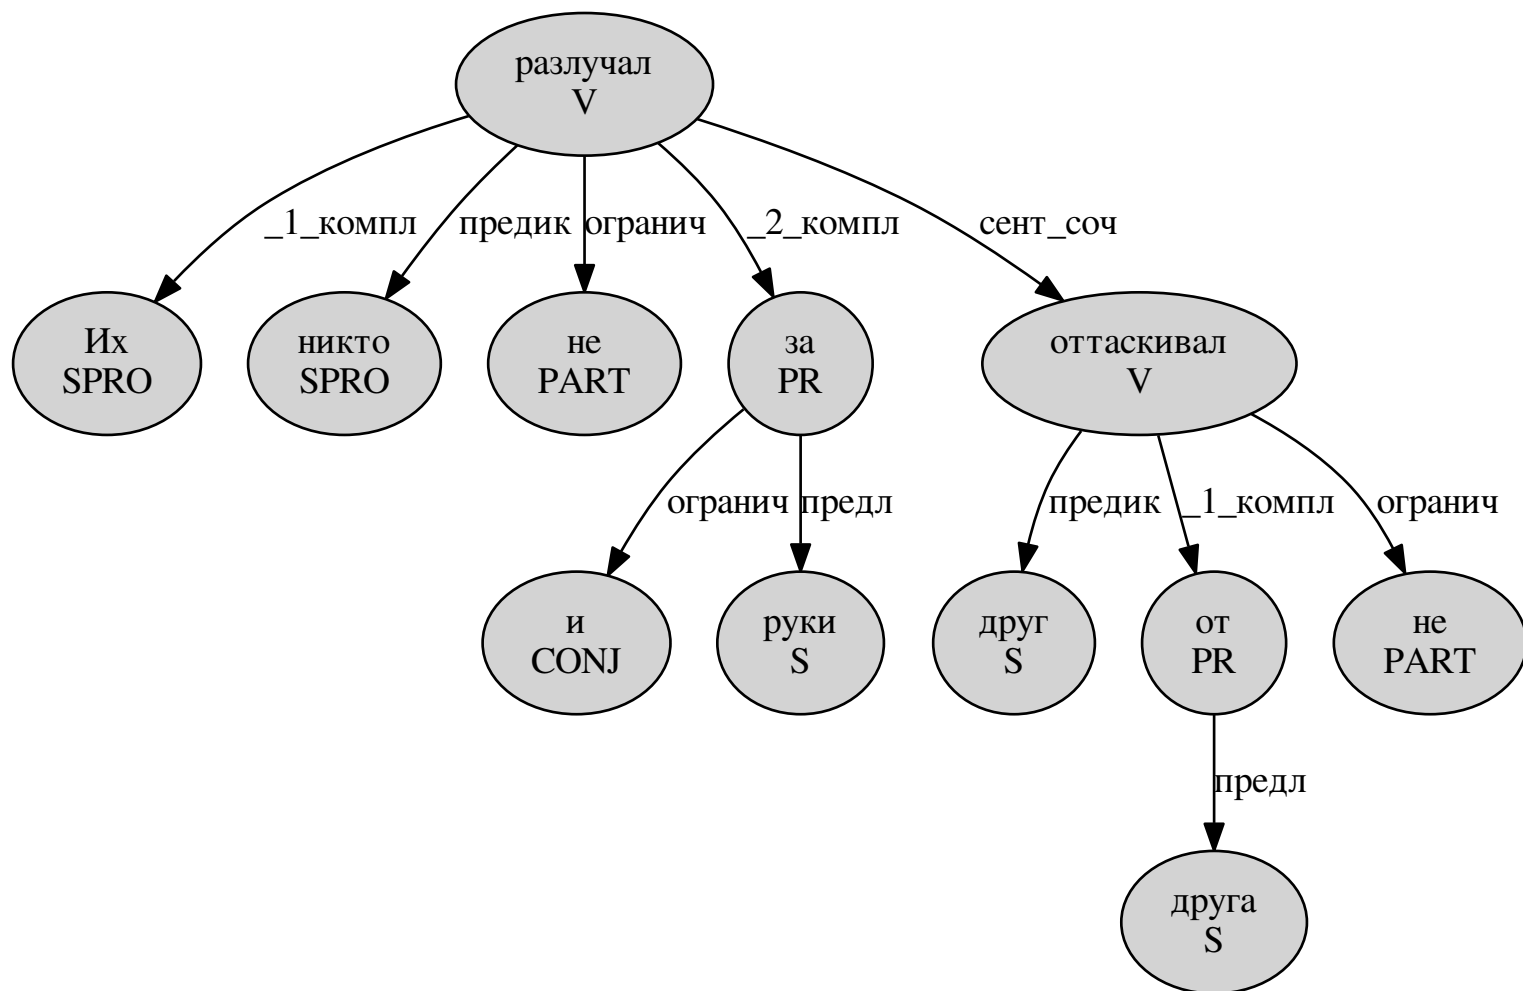 разлучал
V
_1_компл предик огранич _2_компл сент_соч
Их никто не за оттаскивал
SPRO SPRO PART PR V
огранич предл предик _1_компл огранич
и руки друг от не
CONJ S S PR PART
предл
друга
S